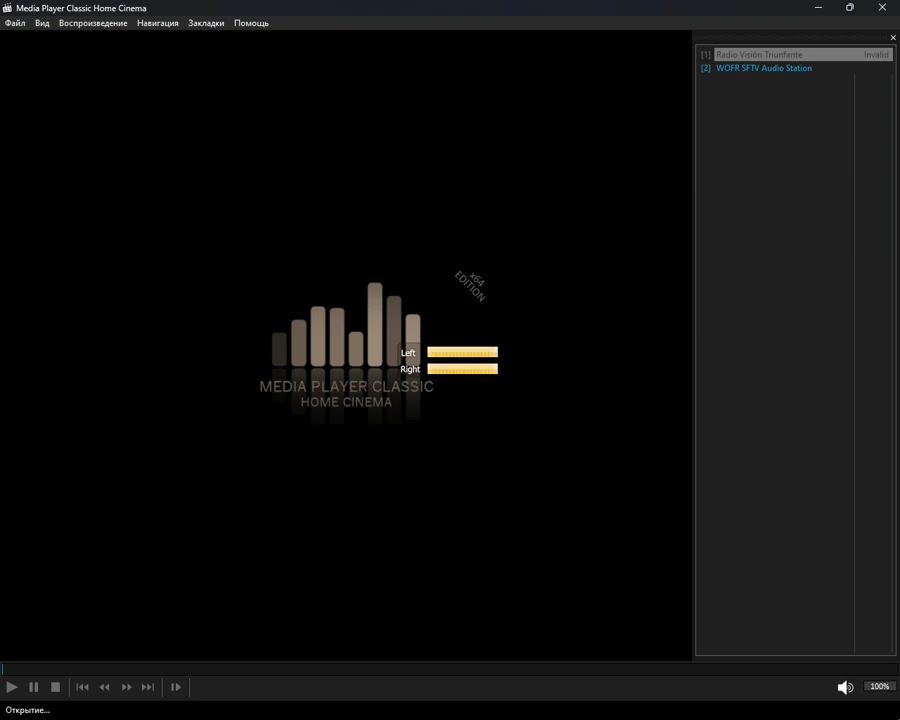 Media Player Classic Home Cinema
Файл Вид Воспроизведение Навигация Закладки Помощь
[1] Radio Visión Triunfante Invalid
[2] WOFR SFTV Audio Station
x64
EDITION
Left
Right
MEDIA PLAYER CLASSIC
HOME CINEMA
100%
Открытие...